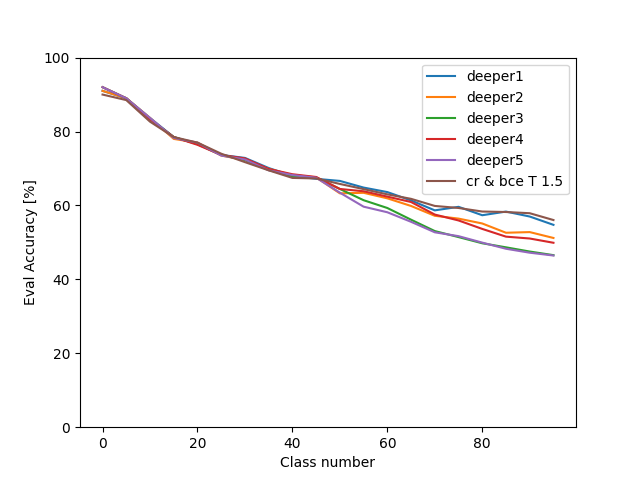 100
80
60
40
20
0
Eval Accuracy [%]
deeper1
deeper2
deeper3
deeper4
deeper5
cr & bce T 1.5
0 20 40 60 80
Class number